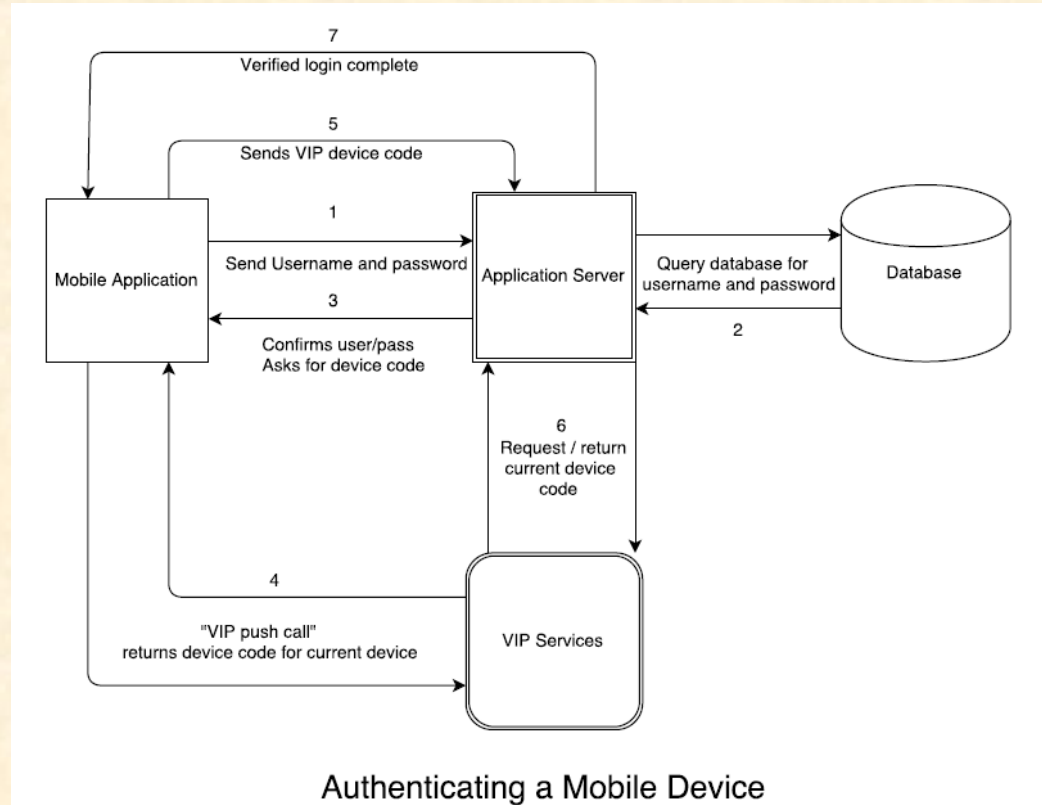 7
Verified login complete
5
Sends VIP device code
1
Send Username and password
Mobile Application
Application Server
Query database for
username and password
Database
3
Confirms user/pass
Asks for device code
2
6
Request / return
current device
code
4
"VIP push call"
returns device code for current device
VIP Services
Authenticating a Mobile Device